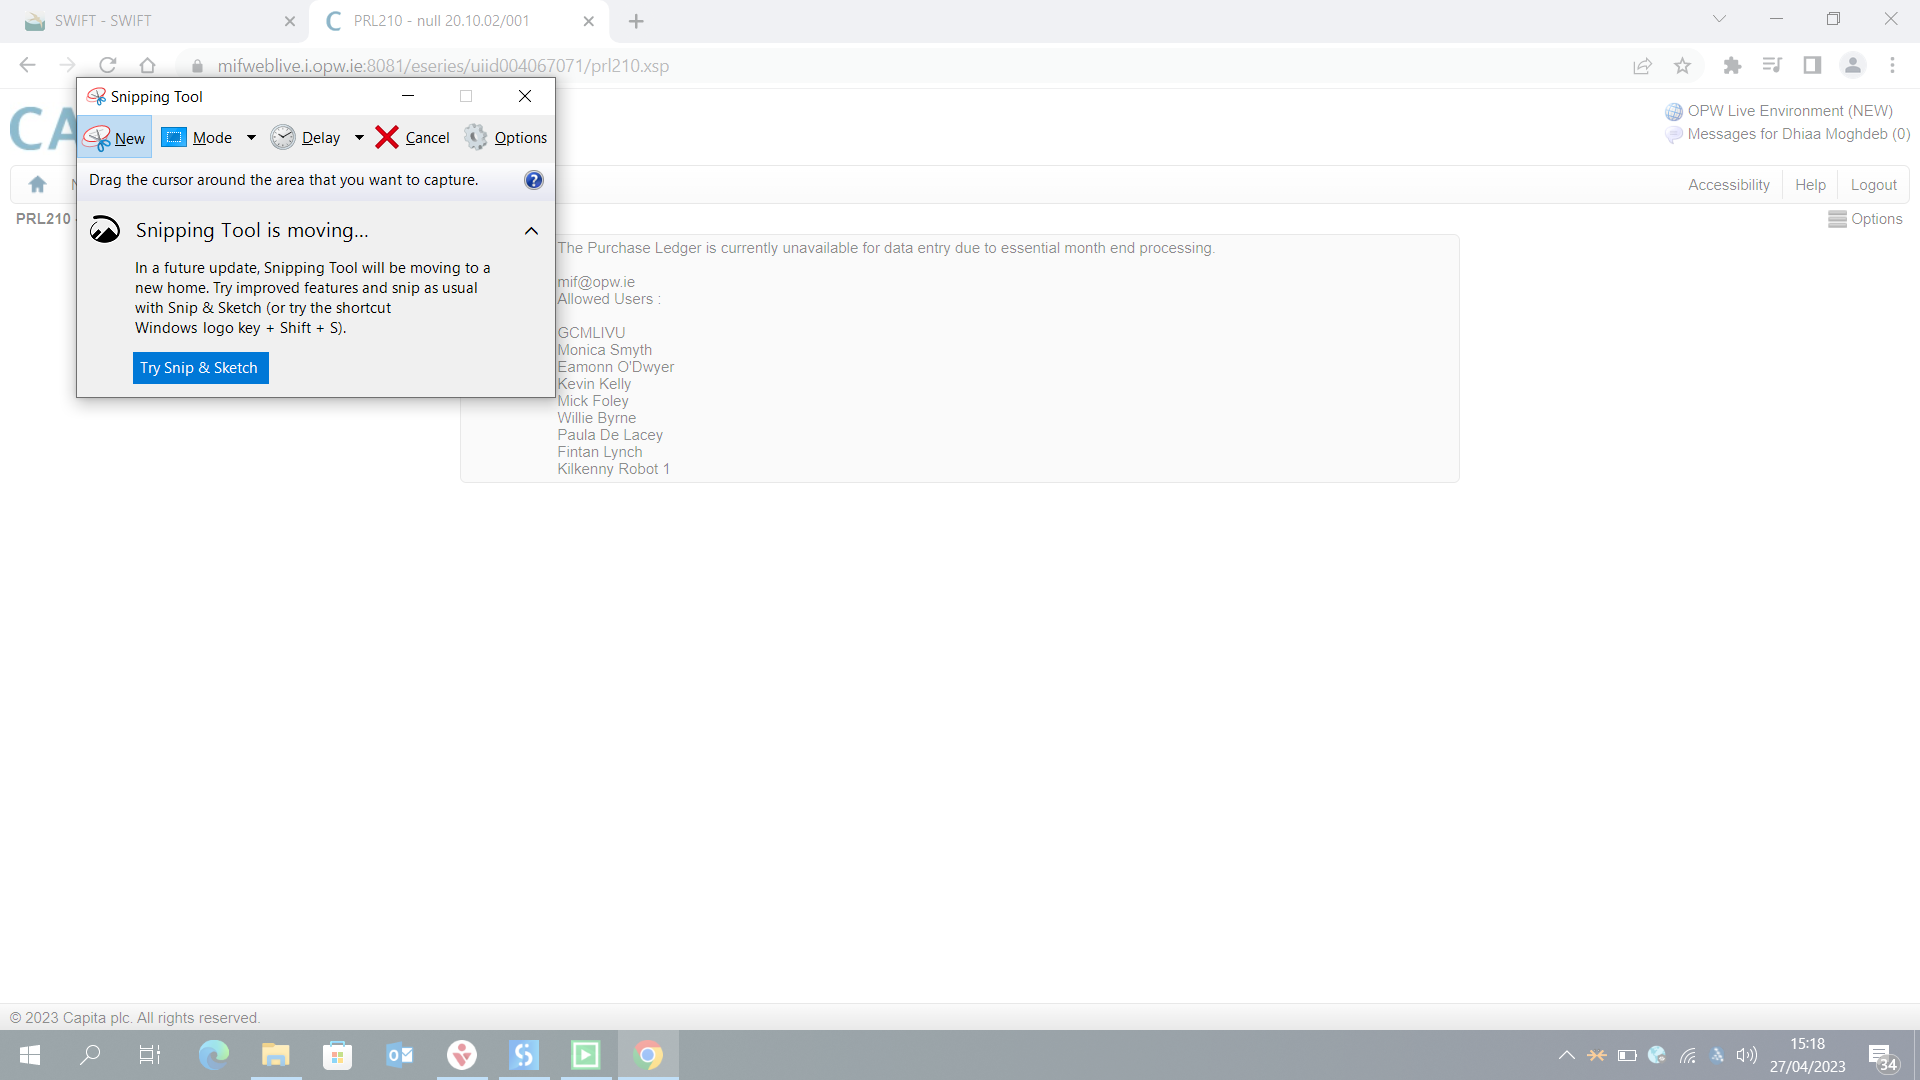 SWIFT - SWIFT
PRL210 - null 20.10.02/001
mifweblive.i.opw.ie:8081/eseries/uiid004067071/prl210.xsp
Snipping Tool
New
Mode
Delay
Cancel
Options
Drag the cursor around the area that you want to capture.
Snipping Tool is moving...
In a future update, Snipping Tool will be moving to a
new home. Try improved features and snip as usual
with Snip & Sketch (or try the shortcut
Windows logo key + Shift + S).
Try Snip & Sketch
CA
OPW Live Environment (NEW)
Messages for Dhiaa Moghdeb (0)
Accessibility
Help
Logout
PRL210 -
Options
The Purchase Ledger is currently unavailable for data entry due to essential month end processing.
mif@opw.ie
Allowed Users :
GCMLIVU
Monica Smyth
Eamonn O'Dwyer
Kevin Kelly
Mick Foley
Willie Byrne
Paula De Lacey
Fintan Lynch
Kilkenny Robot 1
© 2023 Capita plc. All rights reserved.
15:18
27/04/2023
34